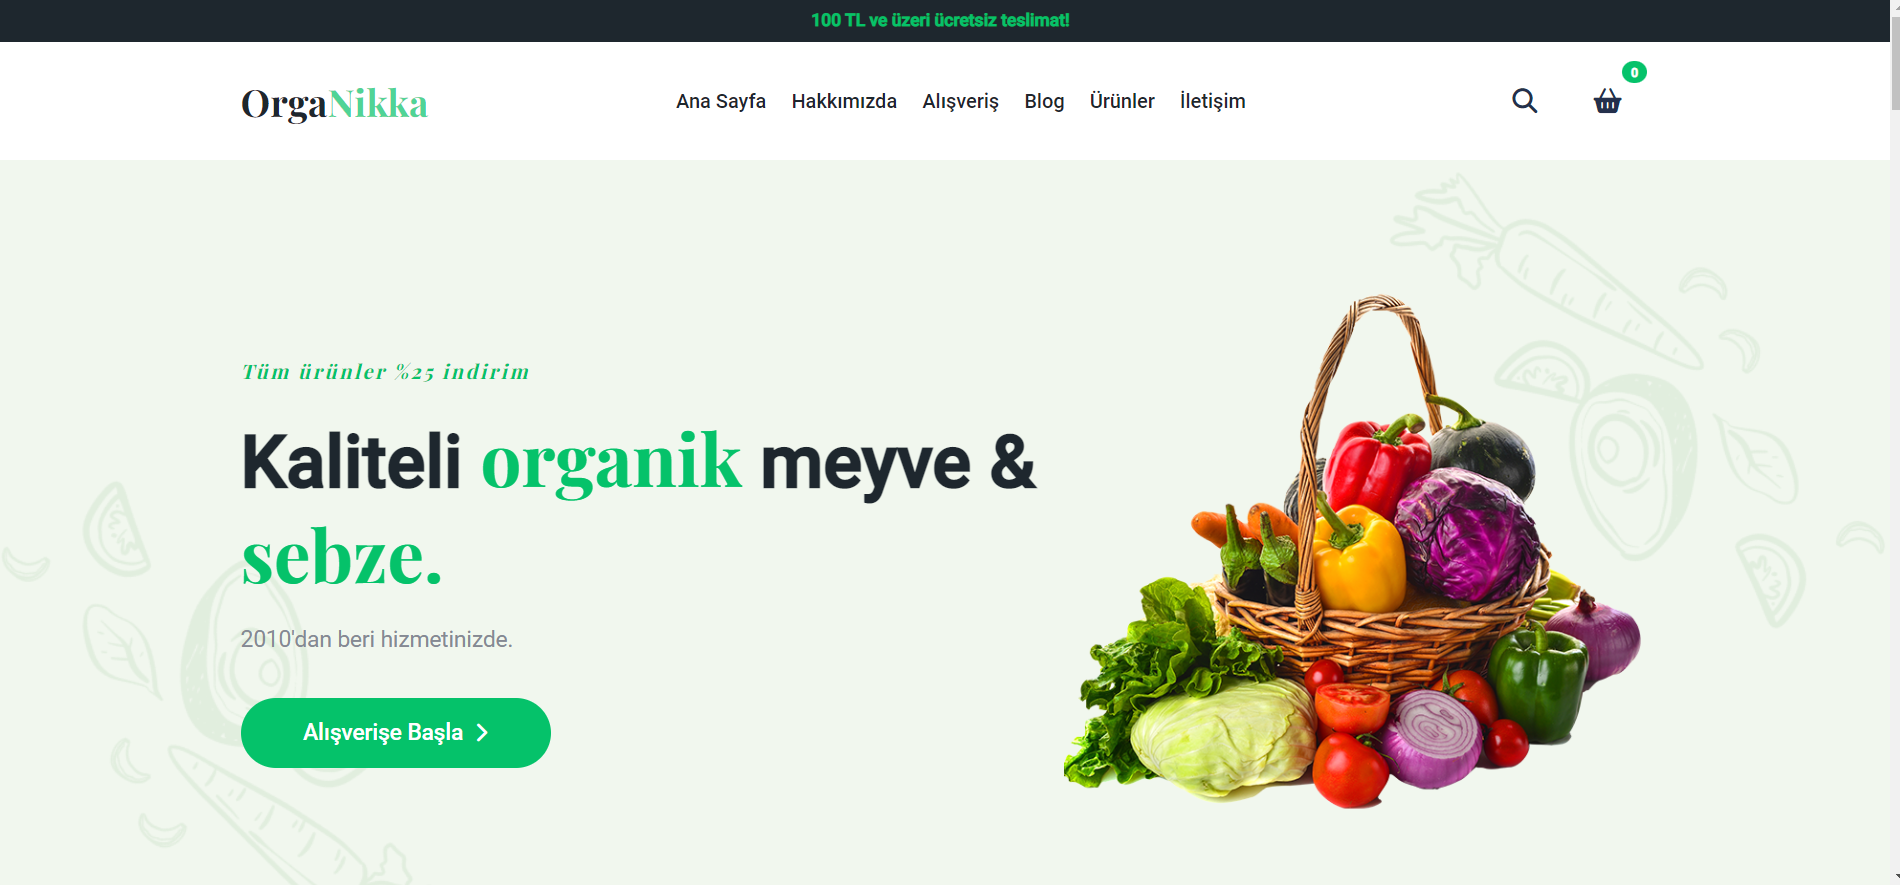 100 TL ve üzeri ücretsiz teslimat!
OrgaNikka
Ana Sayfa Hakkımızda Alışveriş Blog Ürünler İletişim
0
Tüm ürünler %25 indirim
Kaliteli organik meyve &
sebze.
2010'dan beri hizmetinizde.
Alışverişe Başla